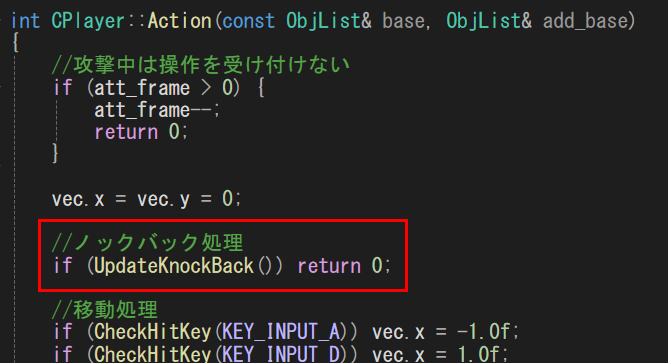 int CPlayer::Action(const ObjList& base, ObjList& add_base)
{
//攻撃中は操作を受け付けない
if (att_frame > 0) {
att_frame--;
return 0;
}
vec.x = vec.y = 0;
//ノックバック処理
if (UpdateKnockBack()) return 0;
//移動処理
if (CheckHitKey(KEY_INPUT_A)) vec.x = -1.0f;
if (CheckHitKey(KEY_INPUT_D)) vec.x = 1.0f;